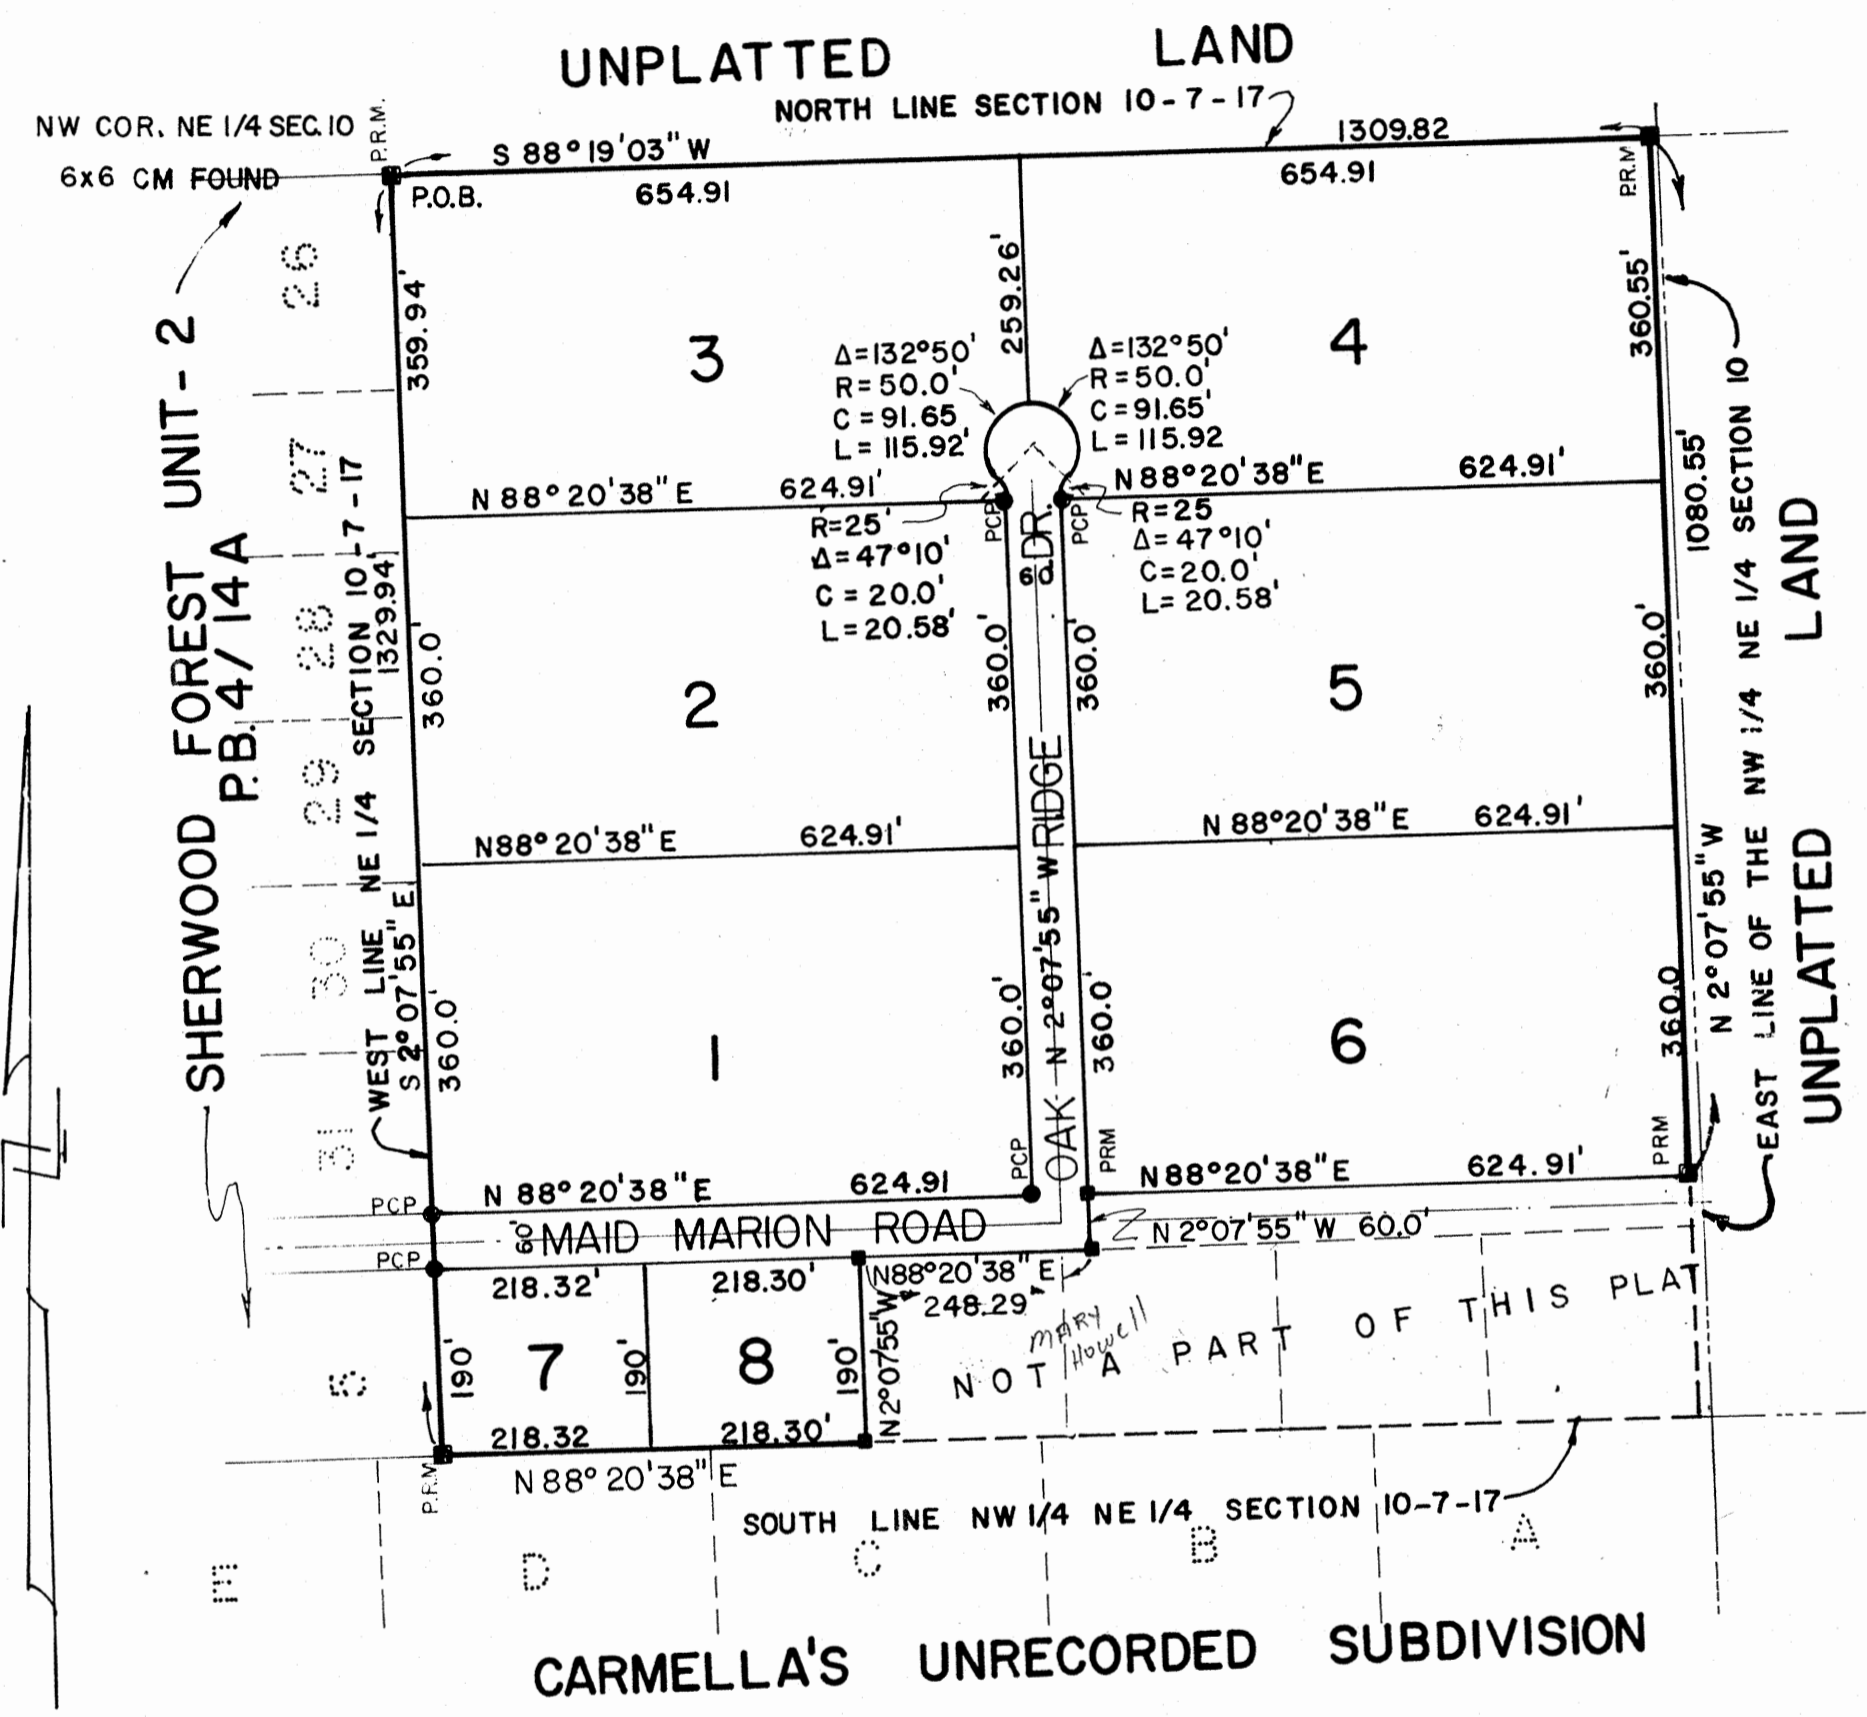 UNPLATTED LAND
NORTH LINE SECTION 10-7-17
NW COR. NE 1/4 SEC. 10
6x6 CM FOUND
P.R.M.
S 88°19'03" W
1309.82
P.O.B.
654.91
654.91
P.R.M
SHERWOOD FOREST UNIT-2
P.B. 4/14 A
26
27
28
29
30
31
5
WEST LINE NE 1/4 SECTION 10-7-17
S 2°07'55" E
1329.94'
359.94'
3
259.26'
4
360.55'
Δ=132°50'
R=50.0'
C=91.65
L=115.92'
Δ=132°50'
R=50.0'
C=91.65'
L=115.92
N 88°20'38" E 624.91'
N 88°20'38" E 624.91'
PCP
PCP
R=25'
Δ=47°10'
C=20.0'
L=20.58'
R=25
Δ=47°10'
C=20.0'
L=20.58'
360.0'
2
360.0'
360.0'
5
360.0'
1080.55'
N 2°07'55" W
EAST LINE OF THE NW 1/4 NE 1/4 SECTION 10
UNPLATTED LAND
N88°20'38" E 624.91'
N 88°20'38" E 624.91'
OAK RIDGE DR.
60'
N 2°07'55" W
360.0'
1
360.0'
360.0'
6
360.0
PCP
PRM
PRM
N 88°20'38" E 624.91
N88°20'38" E 624.91'
PCP
60'
MAID MARION ROAD
N 2°07'55" W 60.0'
PCP
218.32'
218.30'
N88°20'38" E
248.29'
190'
7
190'
8
190'
N2°07'55" W
MARY
Howell
NOT A PART OF THIS PLAT
218.32
218.30'
P.R.M.
N 88°20'38" E
SOUTH LINE NW 1/4 NE 1/4 SECTION 10-7-17
E
D
C
B
A
CARMELLA'S UNRECORDED SUBDIVISION